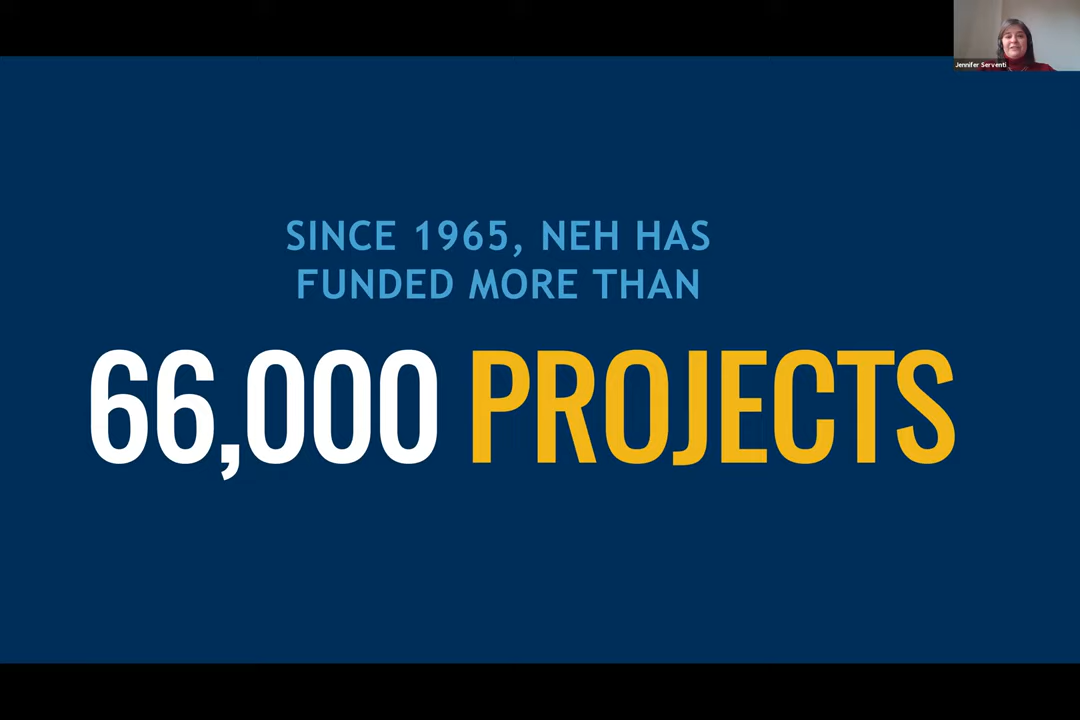 Jennifer Serventi
SINCE 1965, NEH HAS
FUNDED MORE THAN
66,000 PROJECTS